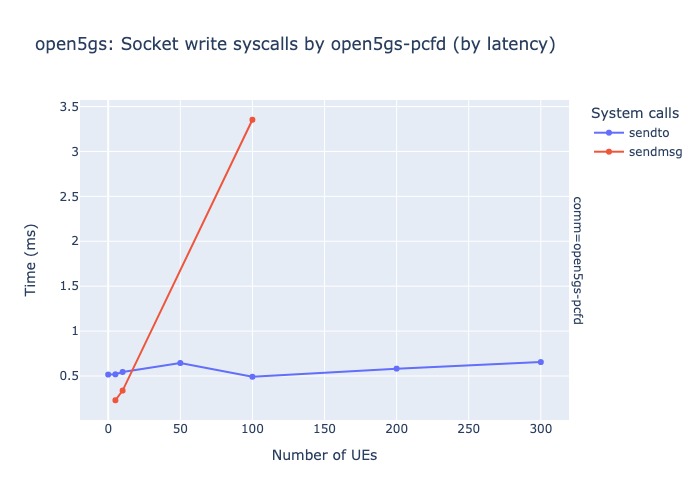 open5gs: Socket write syscalls by open5gs-pcfd (by latency)
System calls
sendto
sendmsg
3.5
3
2.5
2
1.5
1
0.5
Time (ms)
comm=open5gs-pcfd
0 50 100 150 200 250 300
Number of UEs